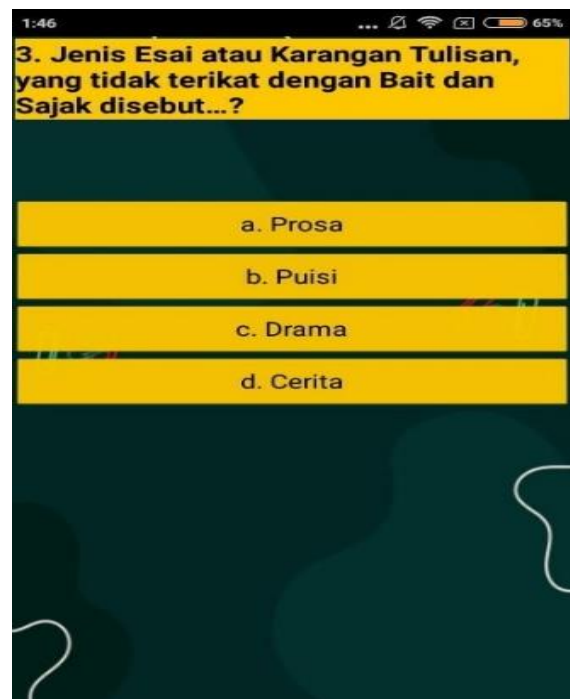 1:46 ... 65%
3. Jenis Esai atau Karangan Tulisan,
yang tidak terikat dengan Bait dan
Sajak disebut...?
a. Prosa
b. Puisi
c. Drama
d. Cerita